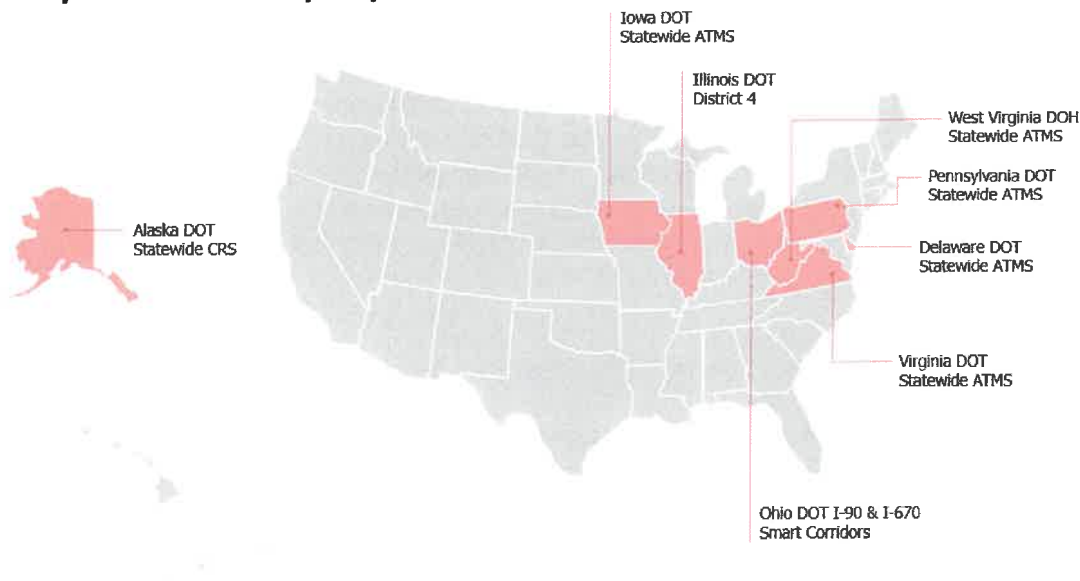 Iowa DOT
Statewide ATMS
Illinois DOT
District 4
West Virginia DOH
Statewide ATMS
Pennsylvania DOT
Statewide ATMS
Alaska DOT
Statewide CRS
Delaware DOT
Statewide ATMS
Virginia DOT
Statewide ATMS
Ohio DOT I-90 & I-670
Smart Corridors